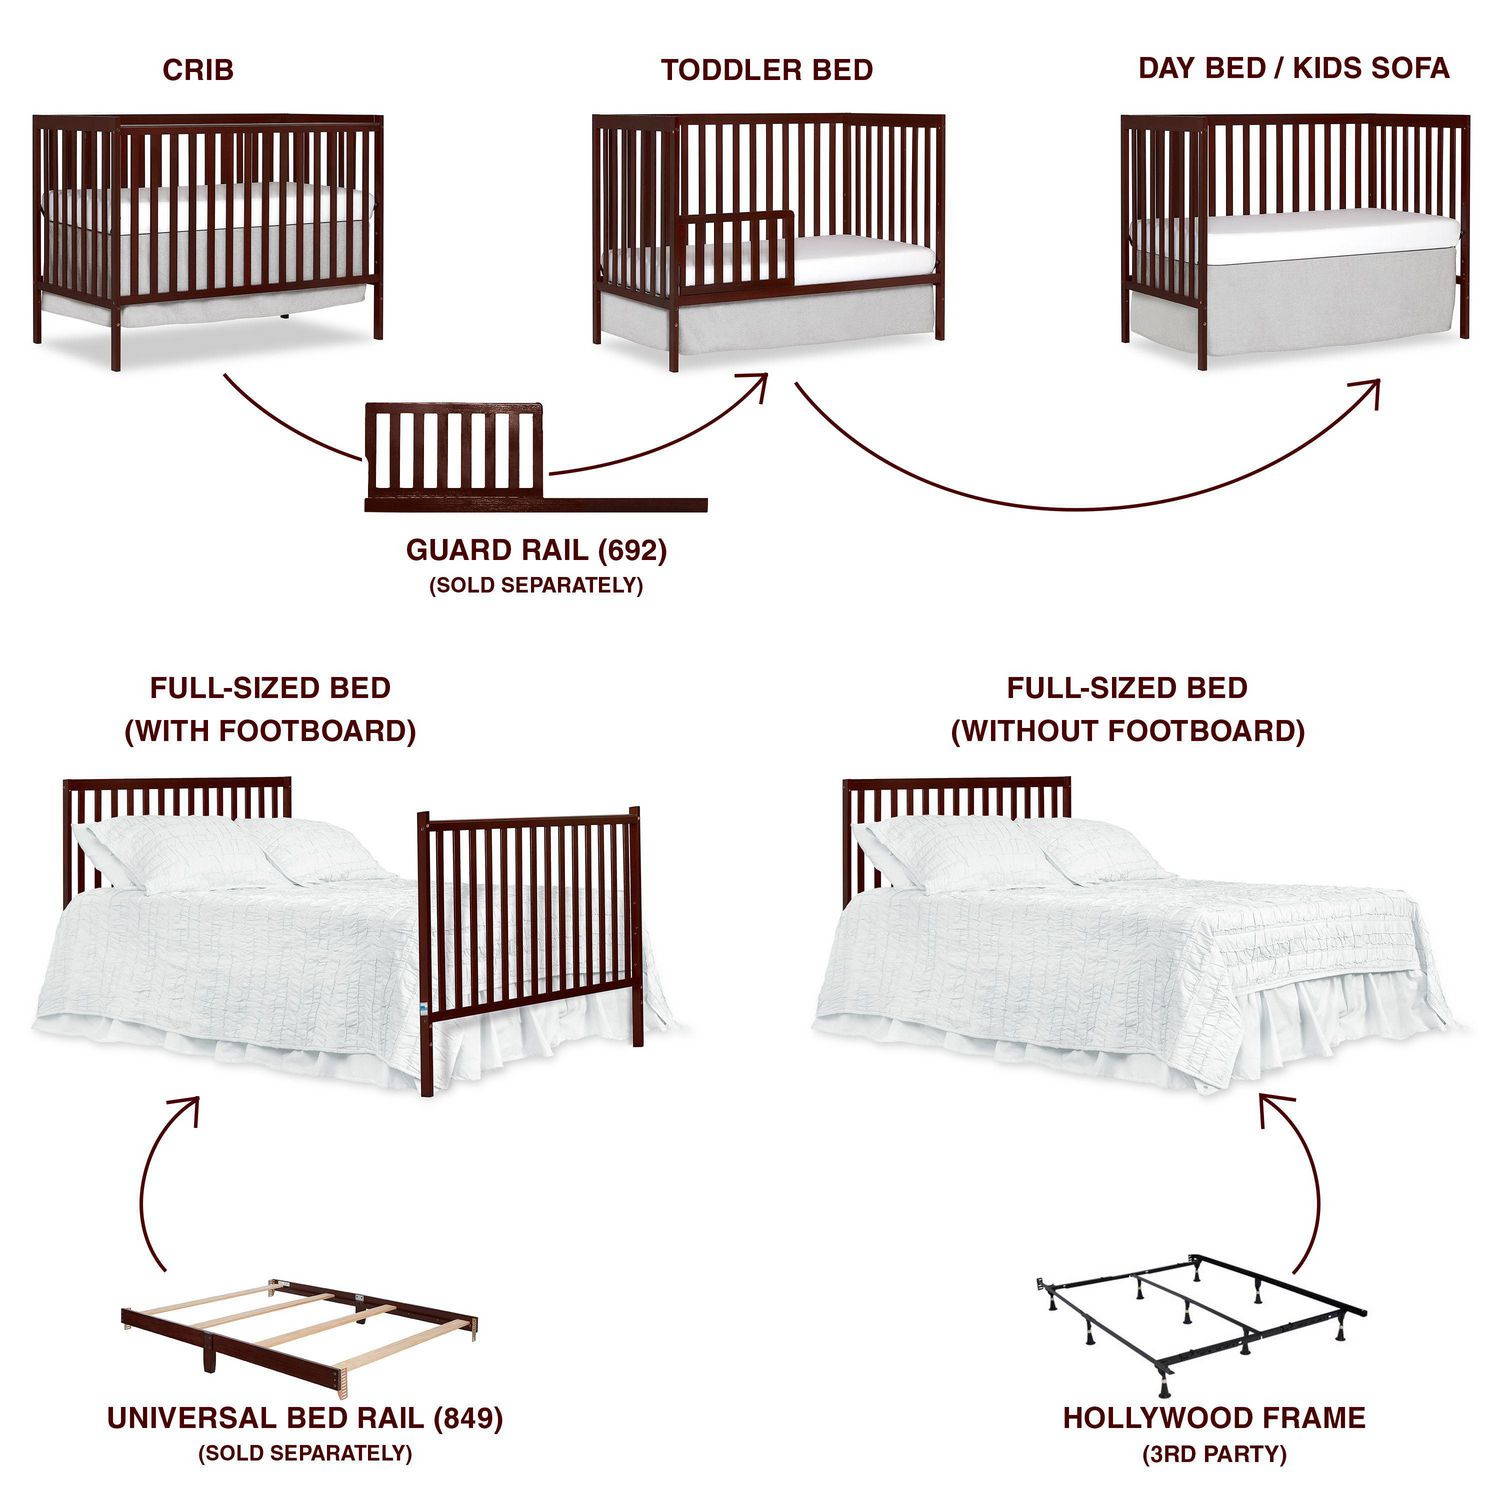 CRIB
TODDLER BED
DAY BED / KIDS SOFA
GUARD RAIL (692)
(SOLD SEPARATELY)
FULL-SIZED BED
(WITH FOOTBOARD)
FULL-SIZED BED
(WITHOUT FOOTBOARD)
UNIVERSAL BED RAIL (849)
(SOLD SEPARATELY)
HOLLYWOOD FRAME
(3RD PARTY)